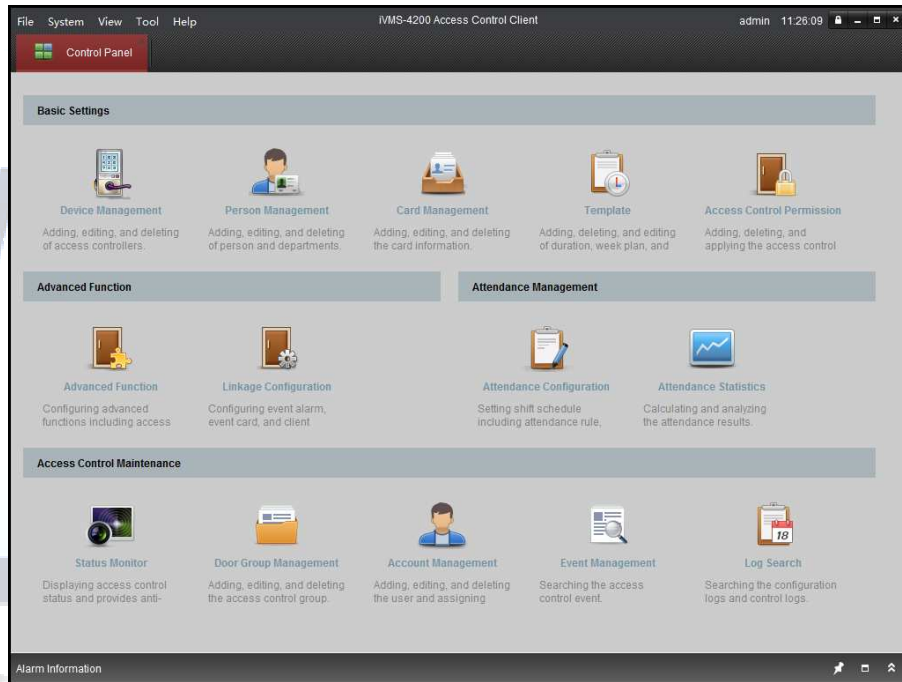 File System View Tool Help iVMS-4200 Access Control Client admin 11:26:09
Control Panel
Basic Settings
Device Management
Adding, editing, and deleting
of access controllers.
Person Management
Adding, editing, and deleting
of person and departments.
Card Management
Adding, editing, and deleting
the card information.
Template
Adding, deleting, and editing
of duration, week plan, and
Access Control Permission
Adding, deleting, and
applying the access control
Advanced Function
Advanced Function
Configuring advanced
functions including access
Linkage Configuration
Configuring event alarm,
event card, and client
Attendance Management
Attendance Configuration
Setting shift schedule
including attendance rule,
Attendance Statistics
Calculating and analyzing
the attendance results.
Access Control Maintenance
Status Monitor
Displaying access control
status and provides anti-
Door Group Management
Adding, editing, and deleting
the access control group.
Account Management
Adding, editing, and deleting
the user and assigning
Event Management
Searching the access
control event.
18
Log Search
Searching the configuration
logs and control logs.
Alarm Information